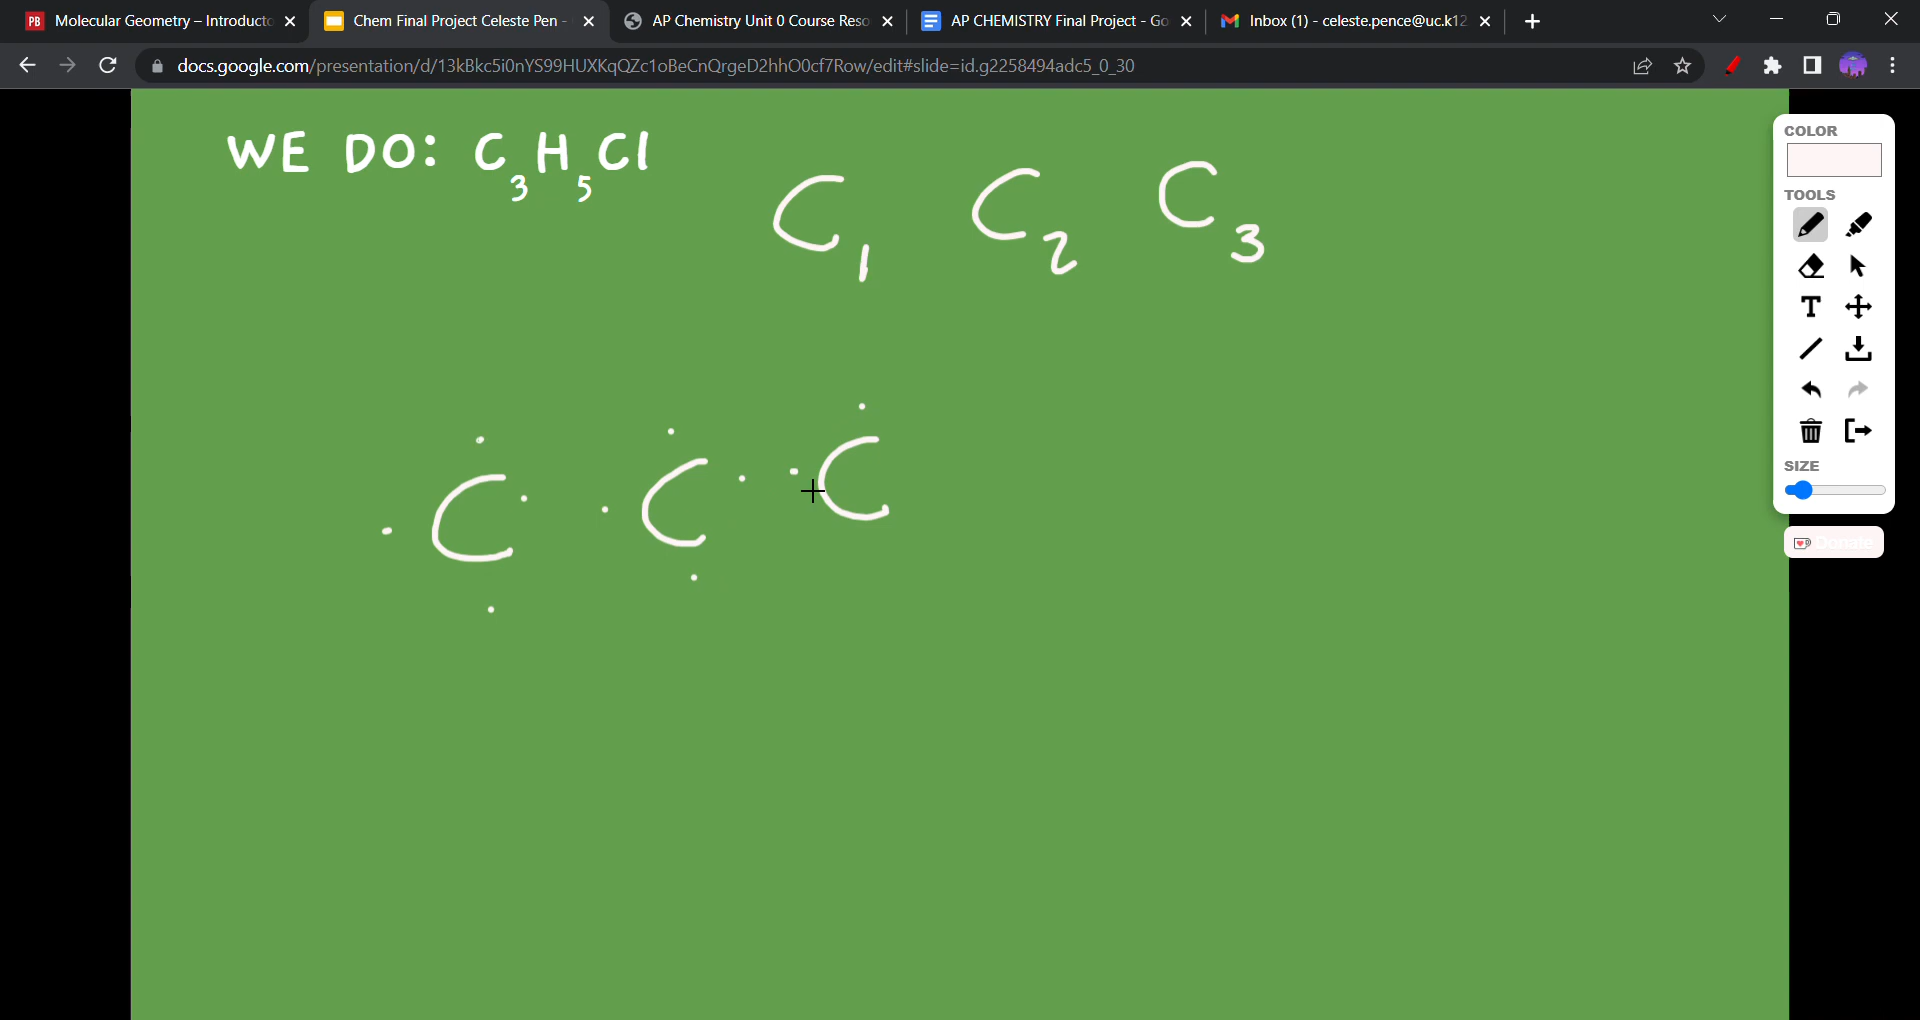 Molecular Geometry – Introducto
Chem Final Project Celeste Pen -
AP Chemistry Unit 0 Course Reso
AP CHEMISTRY Final Project - Go
Inbox (1) - celeste.pence@uc.k12
docs.google.com/presentation/d/13kBkc5i0nYS99HUXKqQZc1oBeCnQrgeD2hhO0cf7Row/edit#slide=id.g2258494adc5_0_30
WE DO: C₃H₅Cl
C₁ C₂ C₃
C C C
COLOR
TOOLS
T
SIZE
Donate